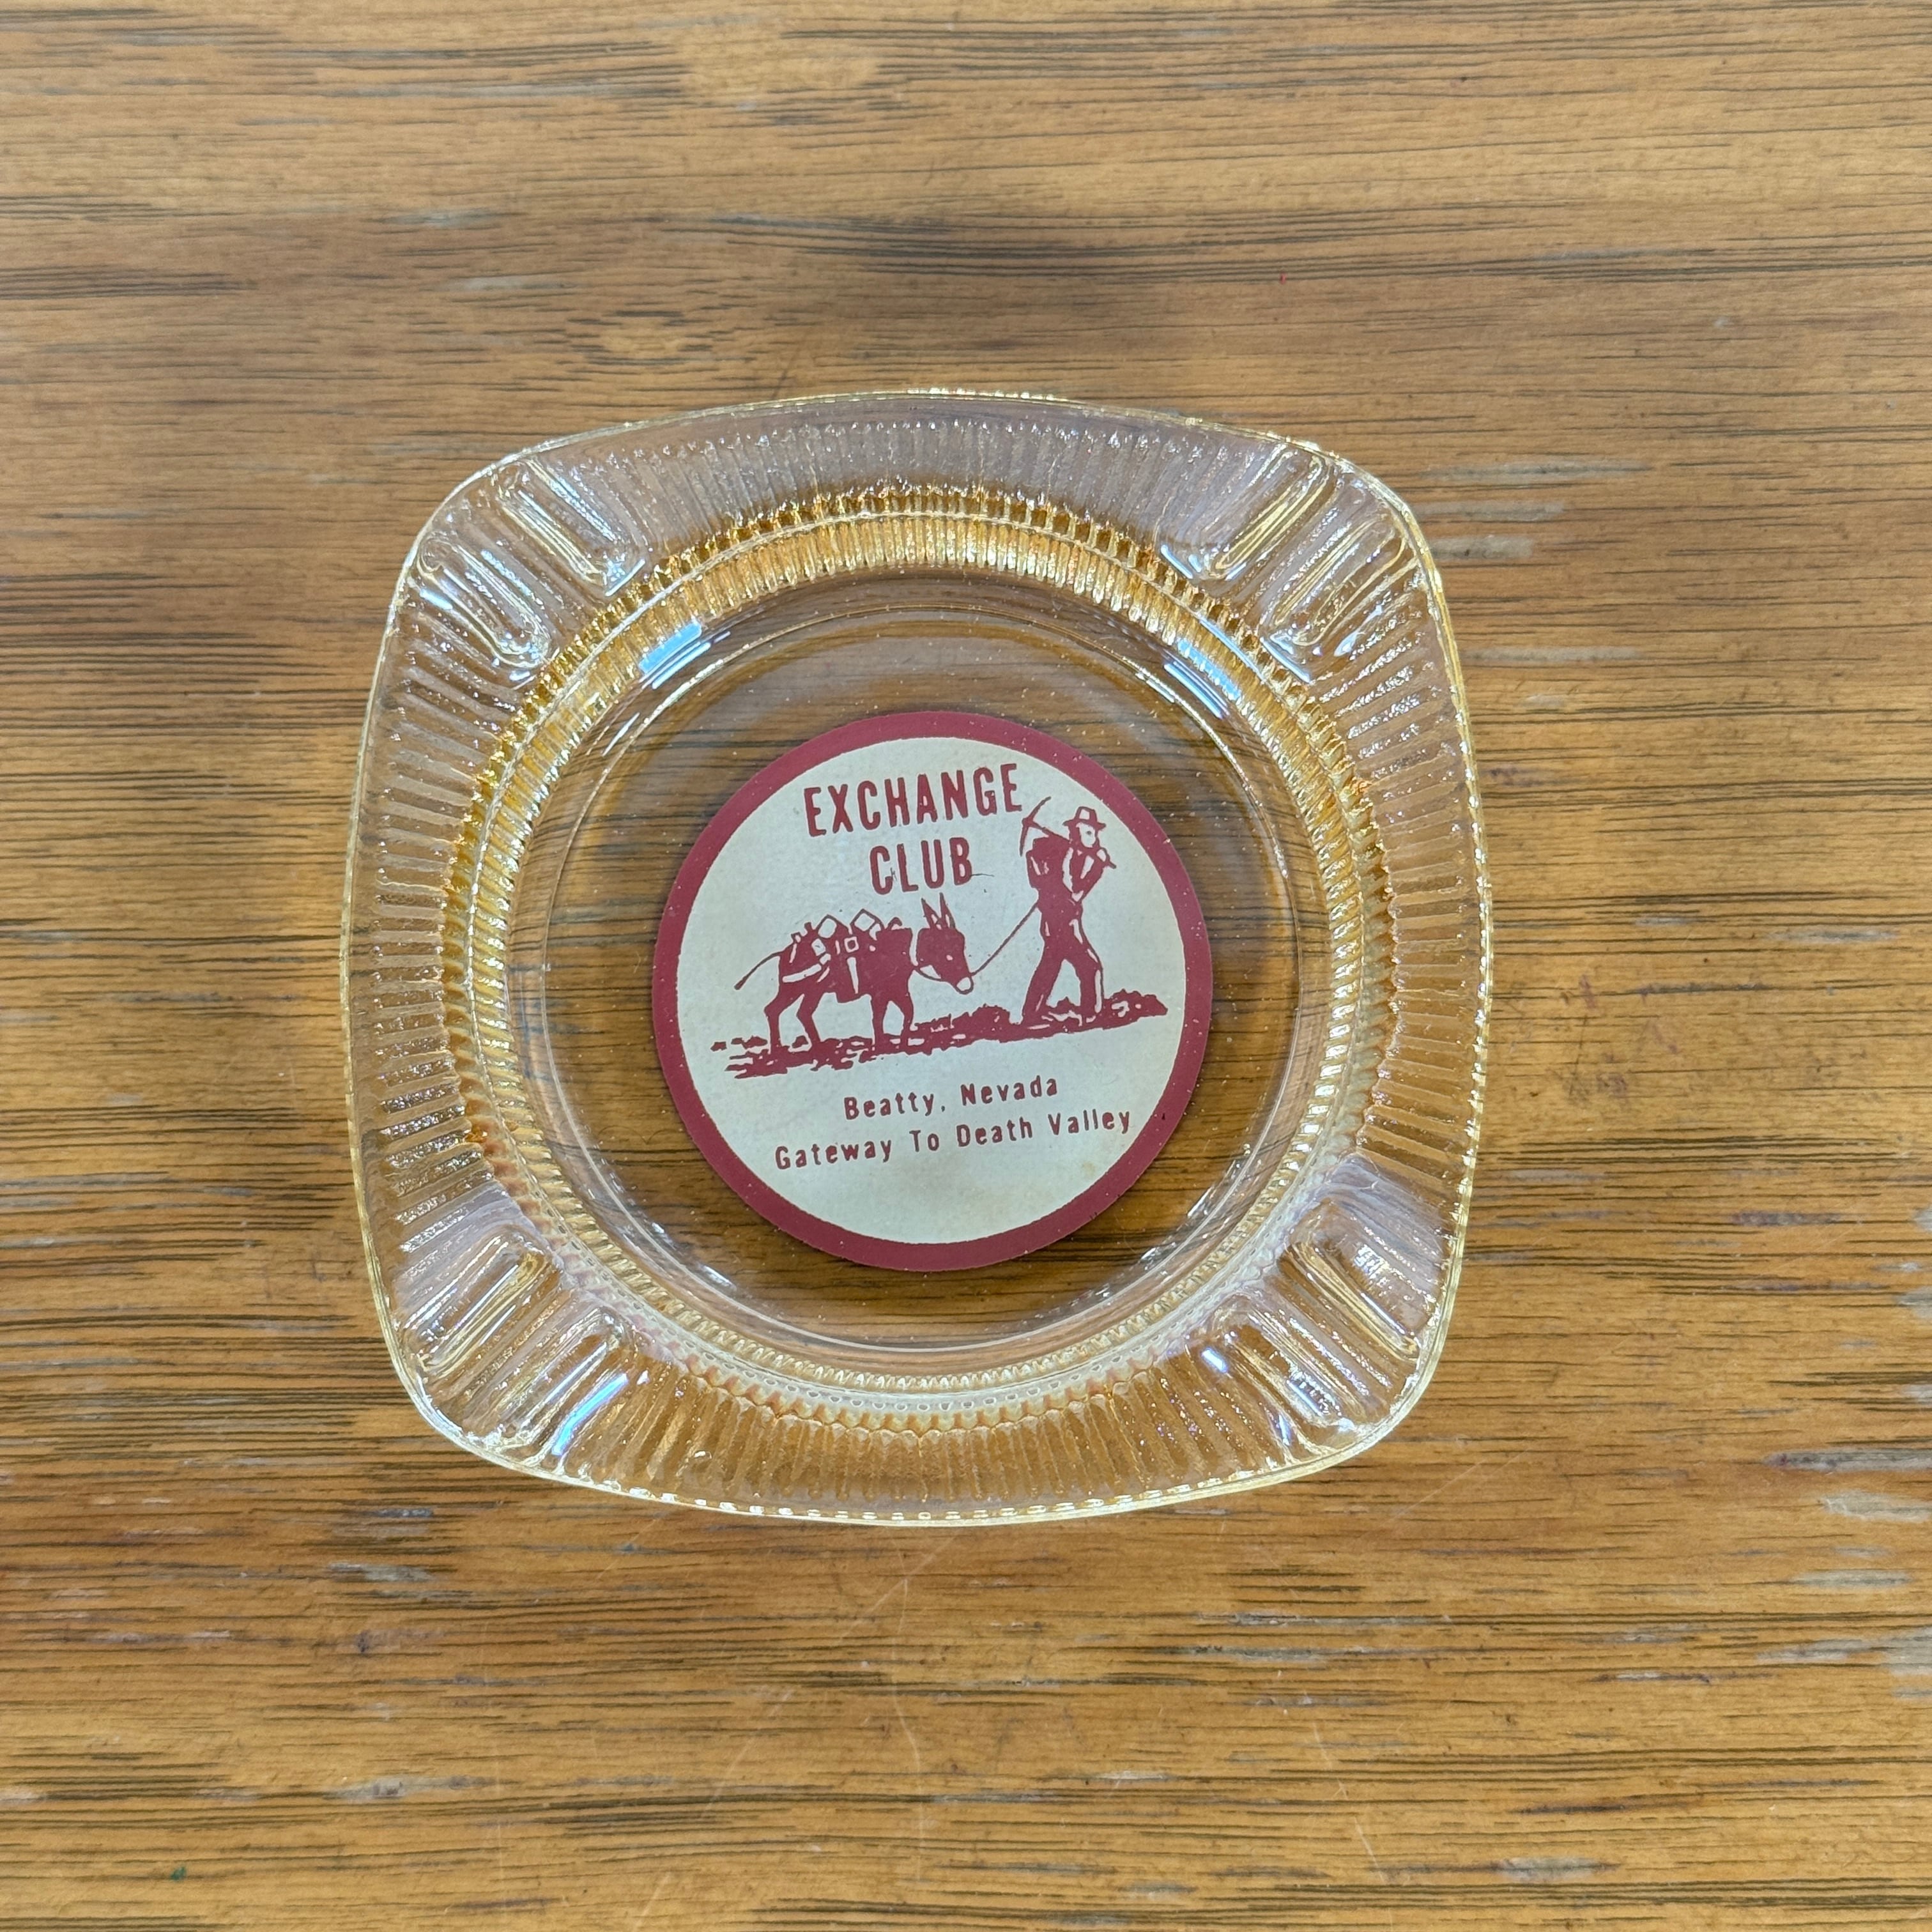 EXCHANGE
CLUB
Beatty, Nevada
Gateway To Death Valley